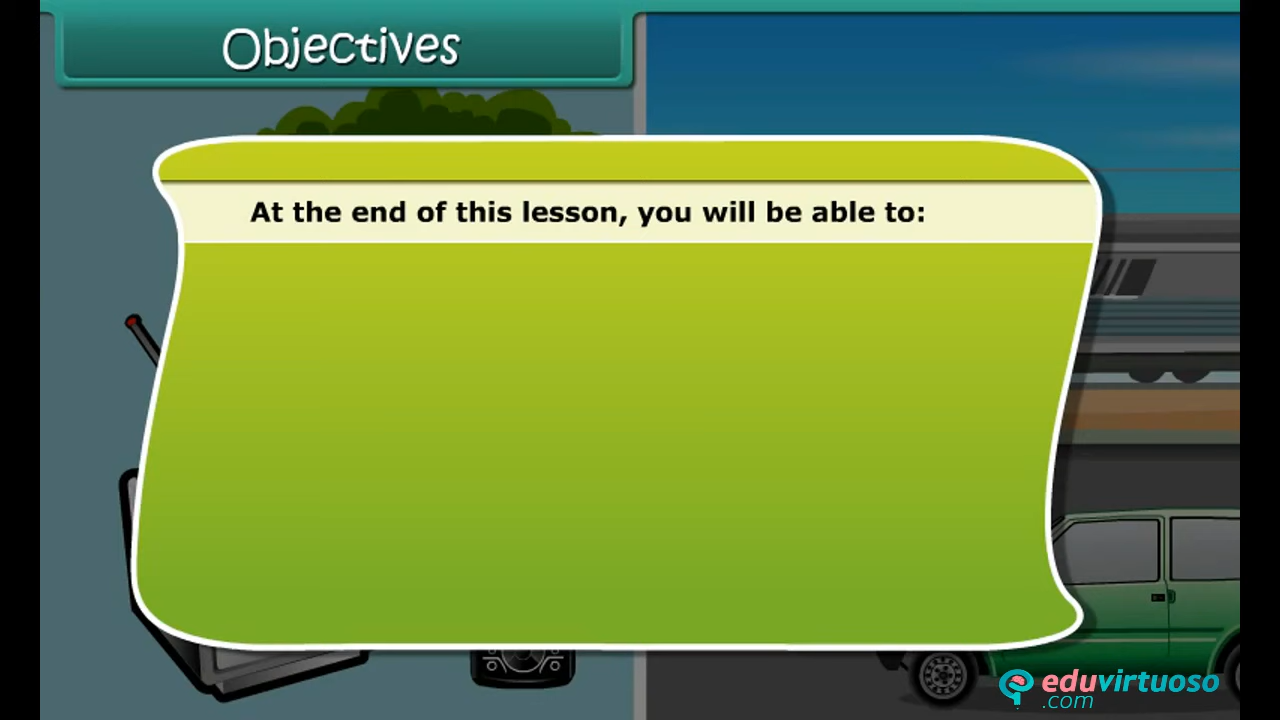 Objectives
At the end of this lesson, you will be able to:
eduvirtuoso
.com